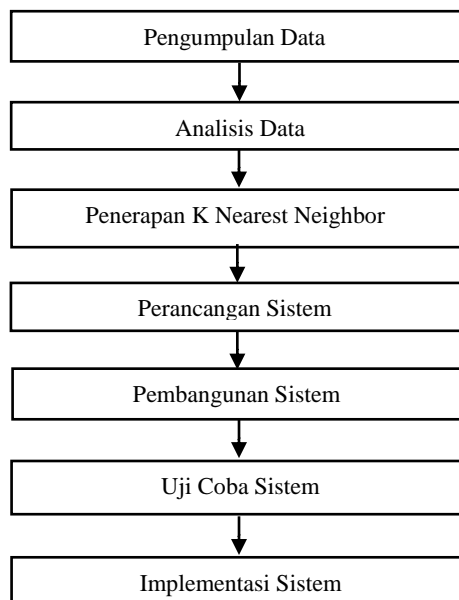 Pengumpulan Data
Analisis Data
Penerapan K Nearest Neighbor
Perancangan Sistem
Pembangunan Sistem
Uji Coba Sistem
Implementasi Sistem